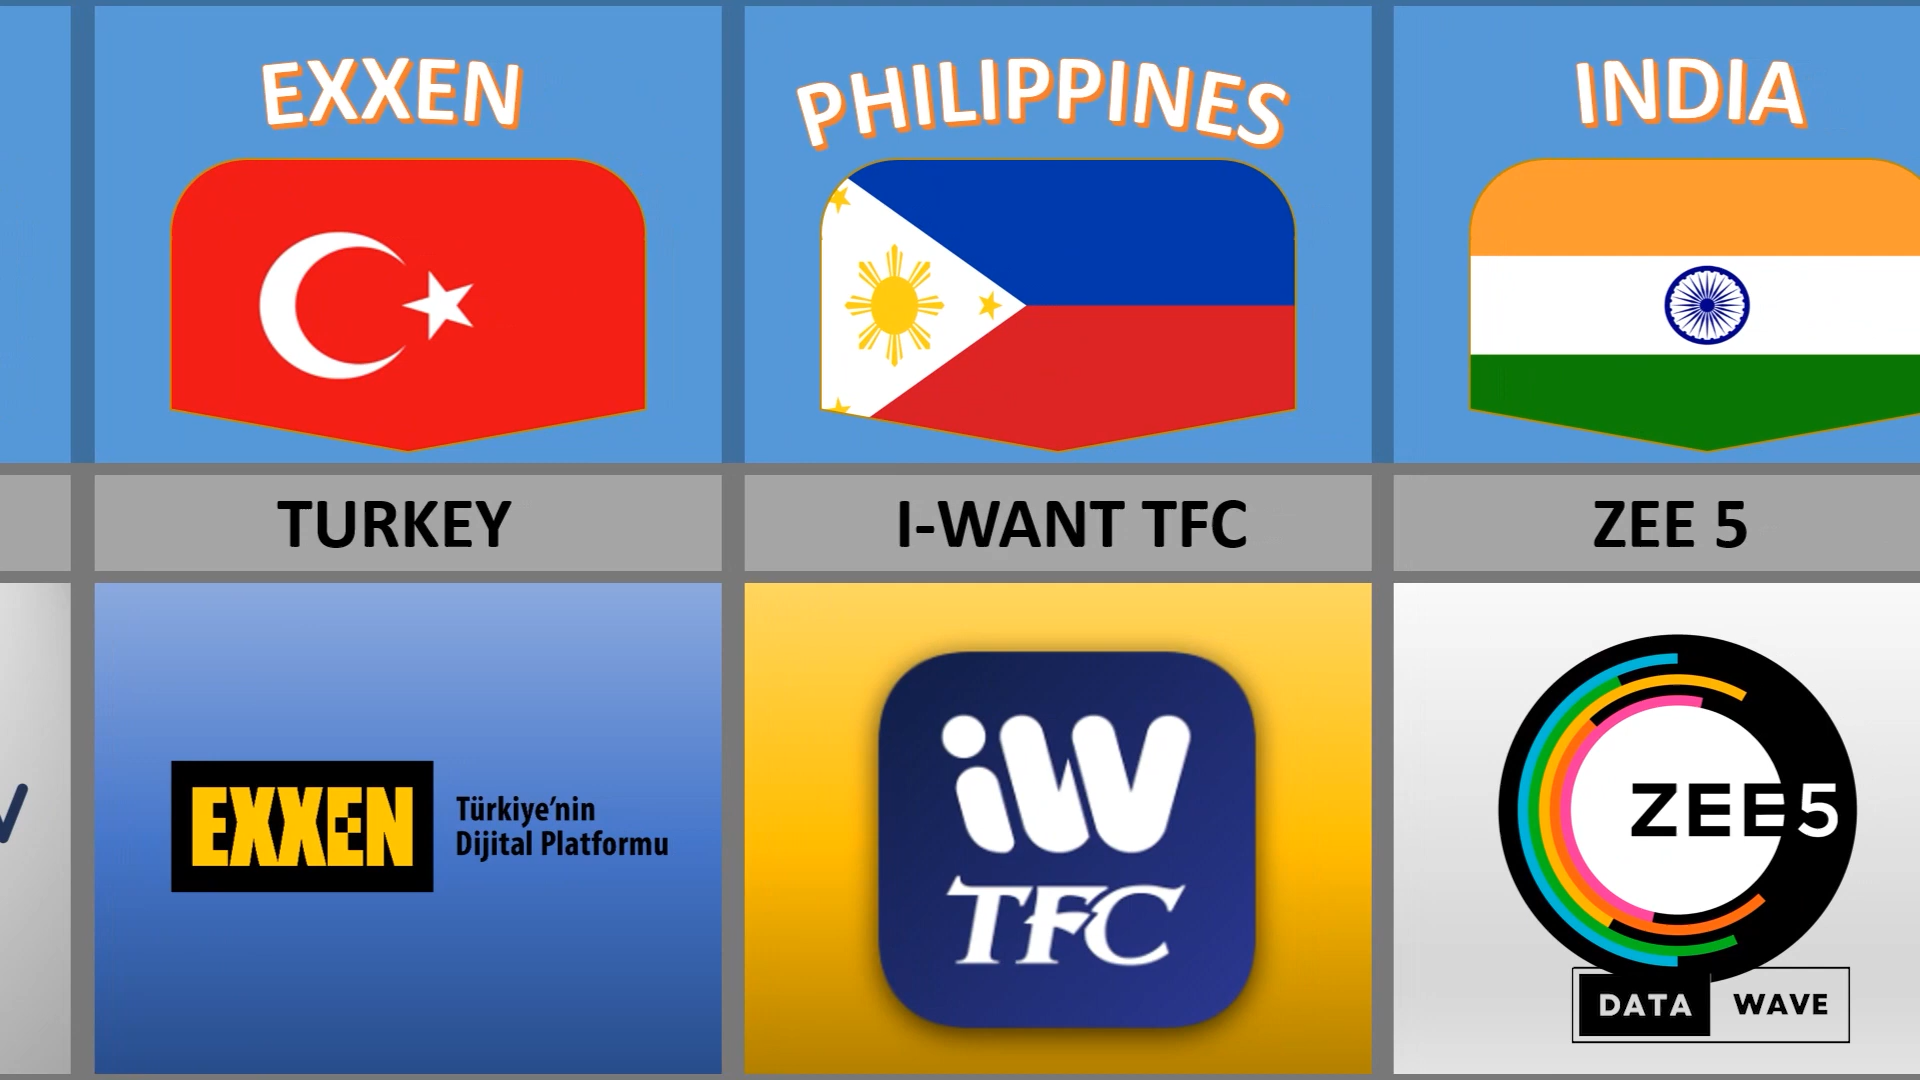 EXXEN
PHILIPPINES
INDIA
TURKEY
I-WANT TFC
ZEE 5
EXXEN
Türkiye'nin
Dijital Platformu
iW
TFC
ZEE5
DATA WAVE